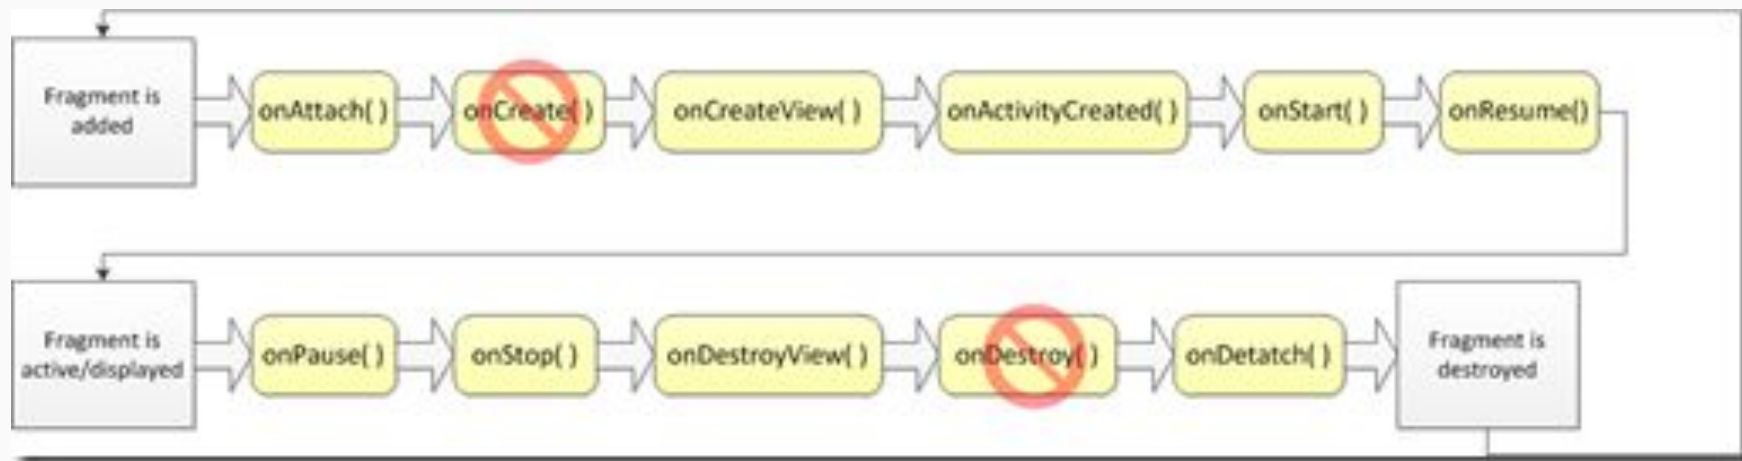 Fragment is
added
onAttach( )
onCreate( )
onCreateView( )
onActivityCreated( )
onStart( )
onResume()
Fragment is
active/displayed
onPause( )
onStop( )
onDestroyView( )
onDestroy( )
onDetatch( )
Fragment is
destroyed